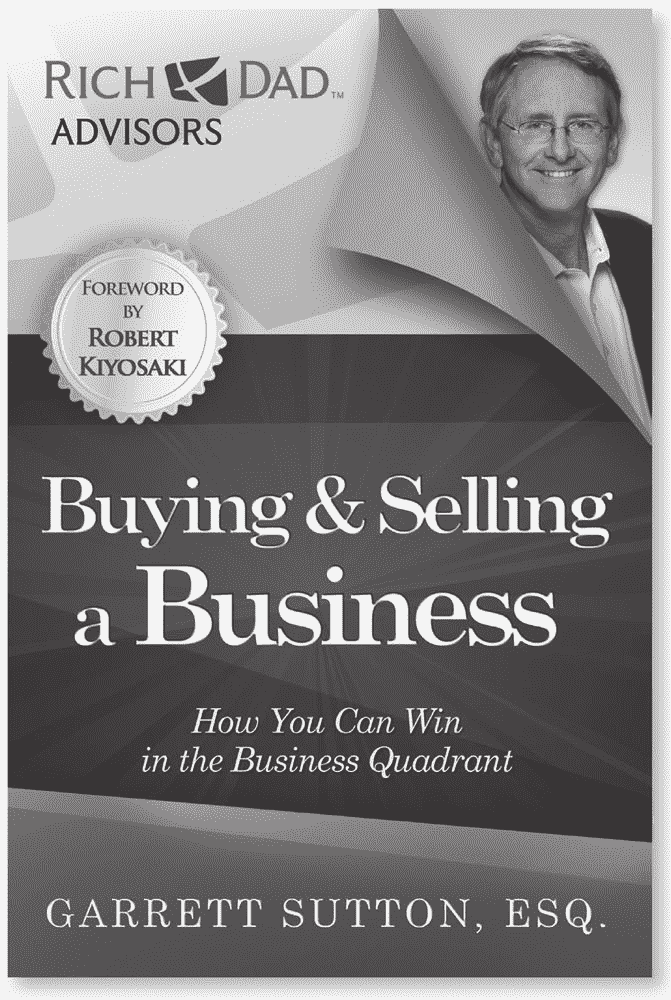 RICH DAD™
ADVISORS
FOREWORD
BY
ROBERT
KIYOSAKI
Buying & Selling
a Business
How You Can Win
in the Business Quadrant
GARRETT SUTTON, ESQ.